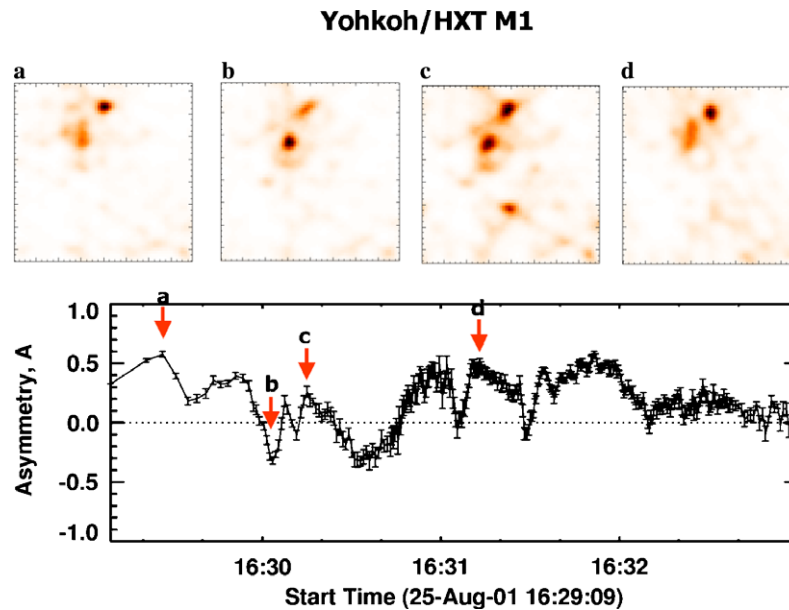 Yohkoh/HXT M1
a b c d
1.0
0.5
0.0
-0.5
-1.0
Asymmetry, A
a
b
c
d
16:30 16:31 16:32
Start Time (25-Aug-01 16:29:09)